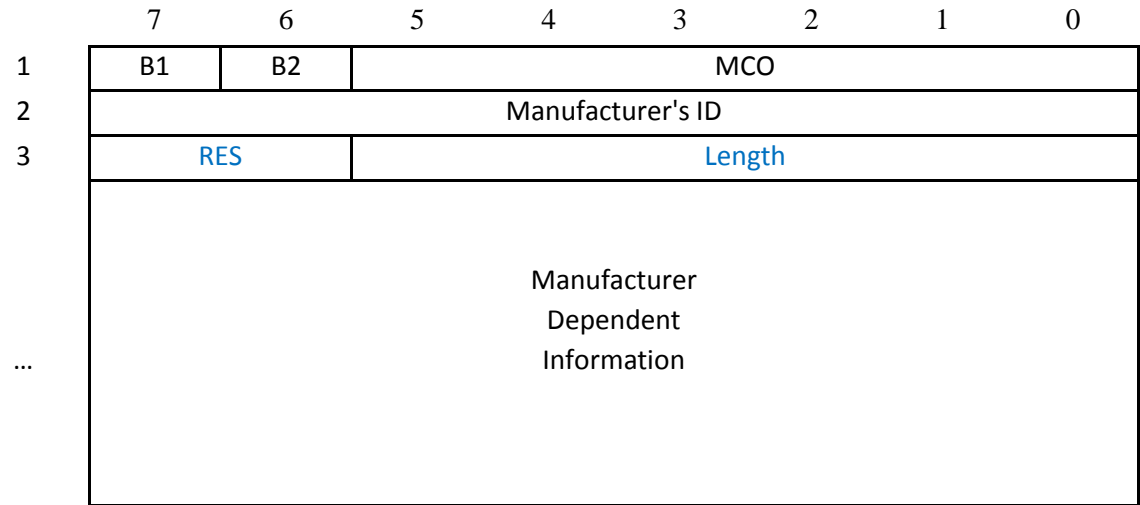 7 6 5 4 3 2 1 0
1 B1 B2 MCO
2 Manufacturer's ID
3 RES Length
Manufacturer
Dependent
... Information